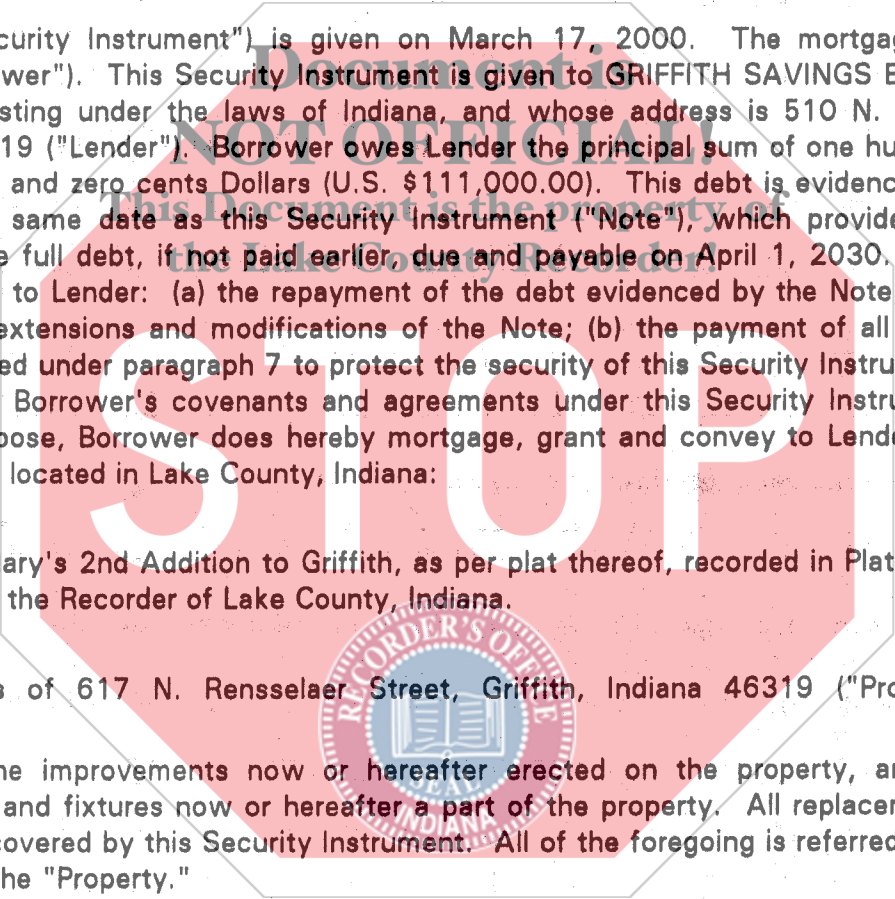 curity Instrument") is given on March 17, 2000. The mortga
Document is
wer"). This Security Instrument is given to GRIFFITH SAVINGS B
sting under the laws of Indiana, and whose address is 510 N.
NOT OFFICIAL!
19 ("Lender"). Borrower owes Lender the principal sum of one hu
and zero cents Dollars (U.S. $111,000.00). This debt is evidenc
This Document is the property of
same date as this Security Instrument ("Note"), which provide
the Lake County Recorder!
e full debt, if not paid earlier, due and payable on April 1, 2030.
to Lender: (a) the repayment of the debt evidenced by the Note
extensions and modifications of the Note; (b) the payment of all
ed under paragraph 7 to protect the security of this Security Instru
Borrower's covenants and agreements under this Security Instru
pose, Borrower does hereby mortgage, grant and convey to Lende
located in Lake County, Indiana:
STOP
ary's 2nd Addition to Griffith, as per plat thereof, recorded in Plat
the Recorder of Lake County, Indiana.
RECORDER'S OFFICE
s of 617 N. Rensselaer Street, Griffith, Indiana 46319 ("Pro
ne improvements now or hereafter erected on the property, a
SEAL
and fixtures now or hereafter a part of the property. All replacem
INDIANA
covered by this Security Instrument. All of the foregoing is referred
he "Property."